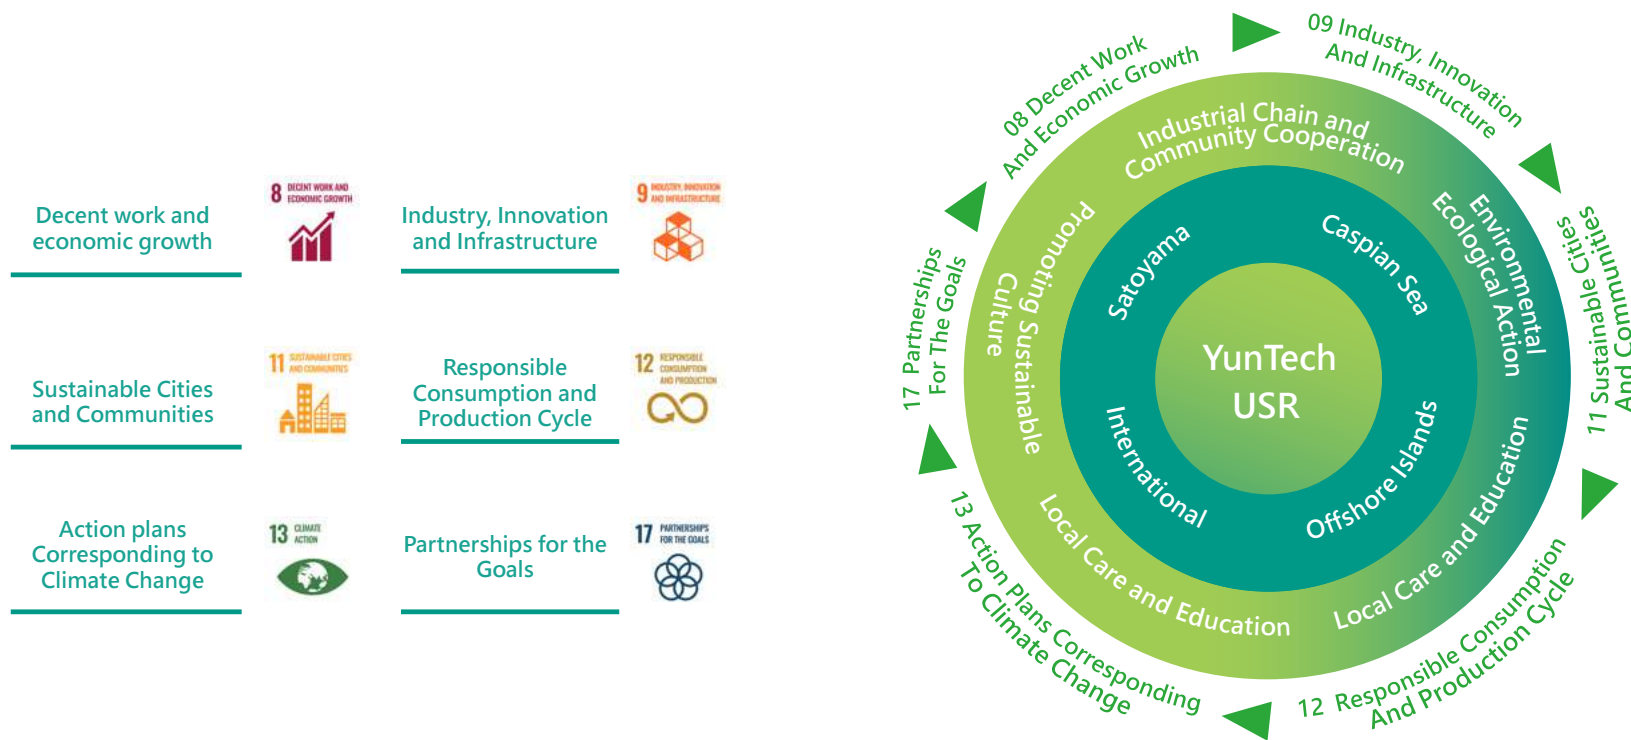 Decent work and
economic growth
8 DECENT WORK AND
ECONOMIC GROWTH
Industry, Innovation
and Infrastructure
9 INDUSTRY, INNOVATION
AND INFRASTRUCTURE
Sustainable Cities
and Communities
11 SUSTAINABLE CITIES
AND COMMUNITIES
Responsible
Consumption and
Production Cycle
12 RESPONSIBLE
CONSUMPTION
AND PRODUCTION
Action plans
Corresponding to
Climate Change
13 CLIMATE
ACTION
Partnerships for the
Goals
17 PARTNERSHIPS
FOR THE GOALS
08 Decent Work
And Economic Growth
09 Industry, Innovation
And Infrastructure
11 Sustainable Cities
And Communities
12 Responsible Consumption
And Production Cycle
13 Action Plans Corresponding
To Climate Change
17 Partnerships
For The Goals
Industrial Chain and
Community Cooperation
Environmental
Ecological Action
Local Care and Education
Local Care and Education
Promoting Sustainable
Culture
Satoyama
Caspian Sea
Offshore Islands
International
YunTech
USR